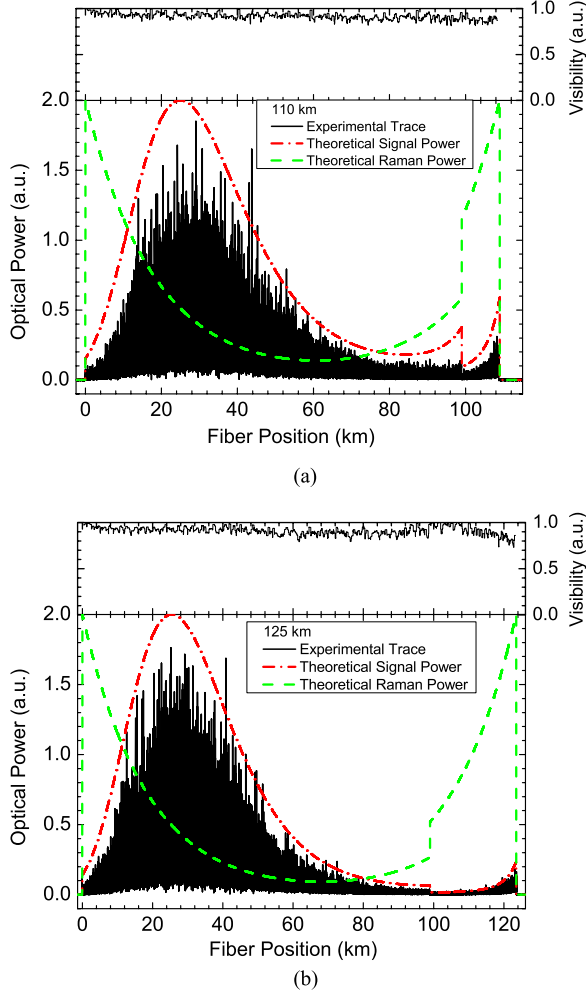 1.0
0.5
0.0
Visibility (a.u.)
2.0
1.5
1.0
0.5
0.0
Optical Power (a.u.)
110 km
Experimental Trace
Theoretical Signal Power
Theoretical Raman Power
0 20 40 60 80 100
Fiber Position (km)
(a)
1.0
0.5
0.0
Visibility (a.u.)
2.0
1.5
1.0
0.5
0.0
Optical Power (a.u.)
125 km
Experimental Trace
Theoretical Signal Power
Theoretical Raman Power
0 20 40 60 80 100 120
Fiber Position (km)
(b)